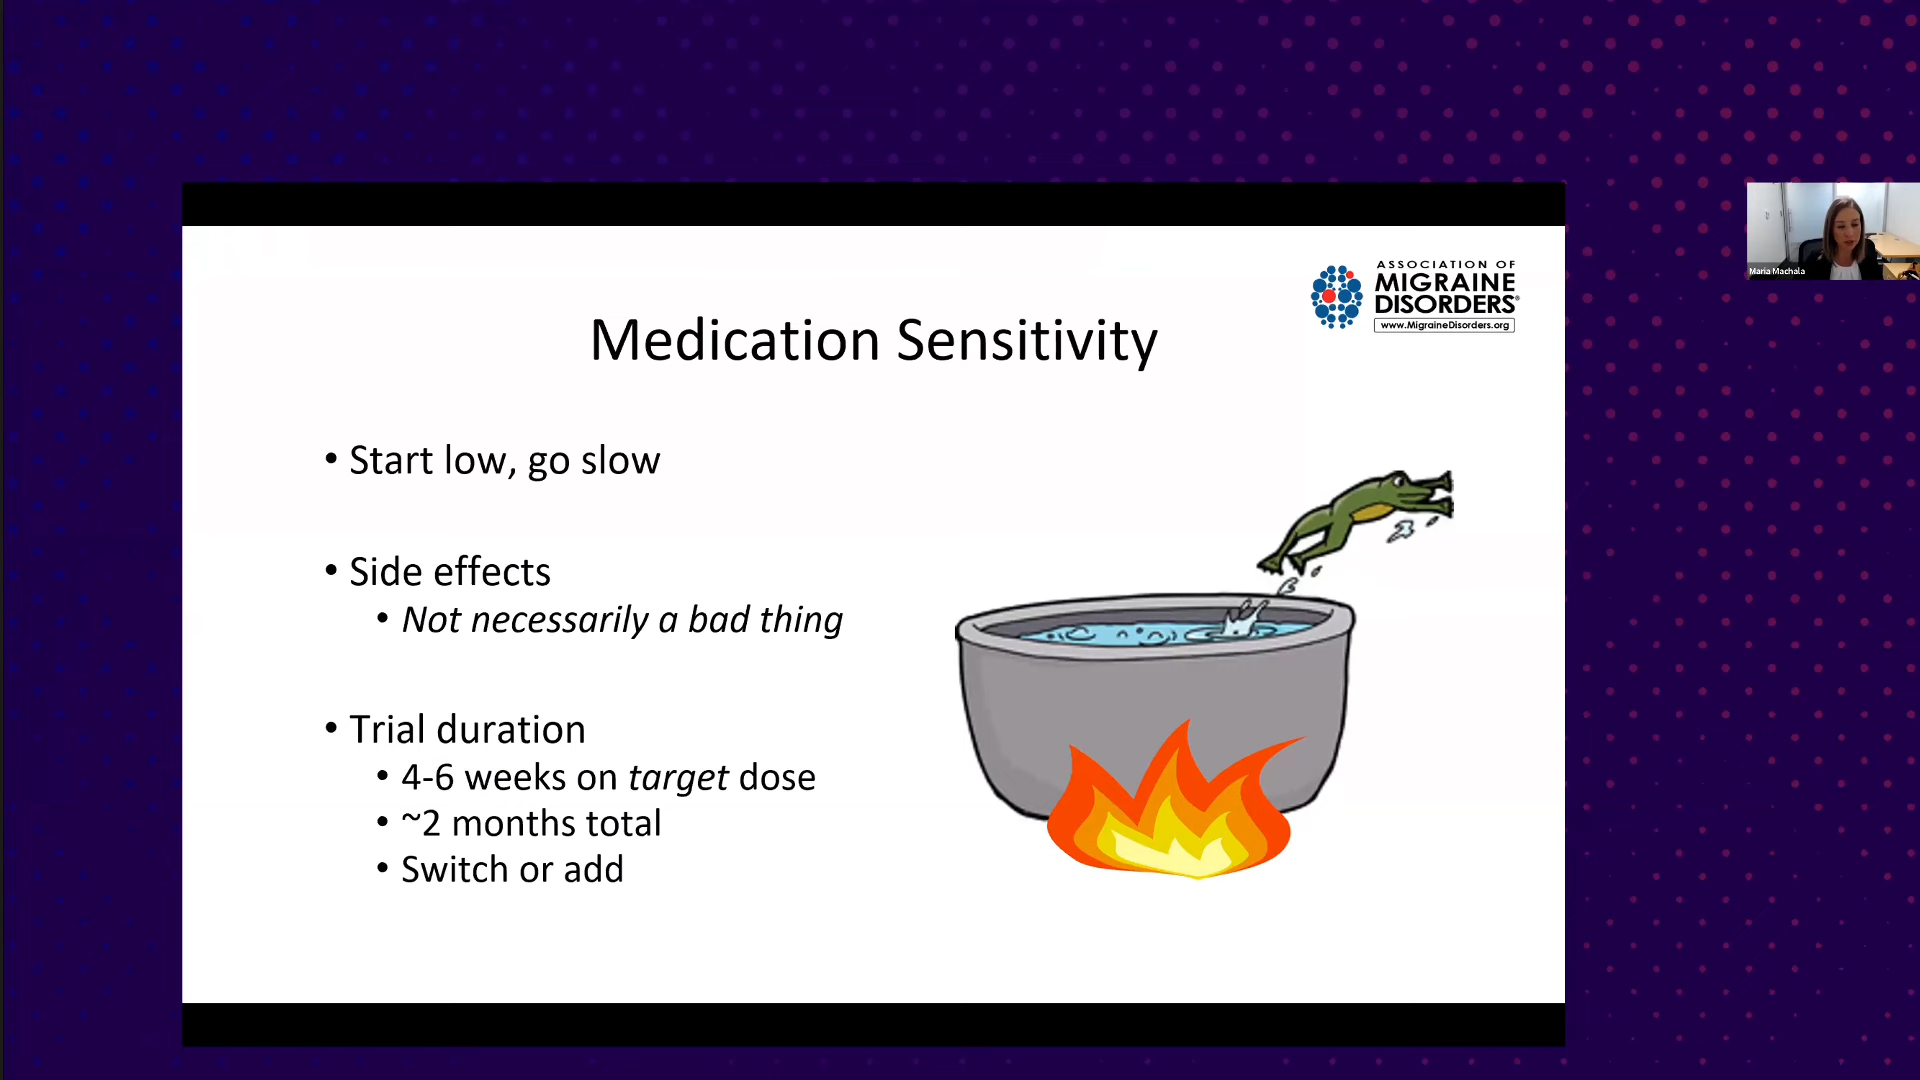 ASSOCIATION OF
MIGRAINE
DISORDERS®
www.MigraineDisorders.org
Maria Machala
Medication Sensitivity
• Start low, go slow
• Side effects
• Not necessarily a bad thing
• Trial duration
• 4-6 weeks on target dose
• ~2 months total
• Switch or add